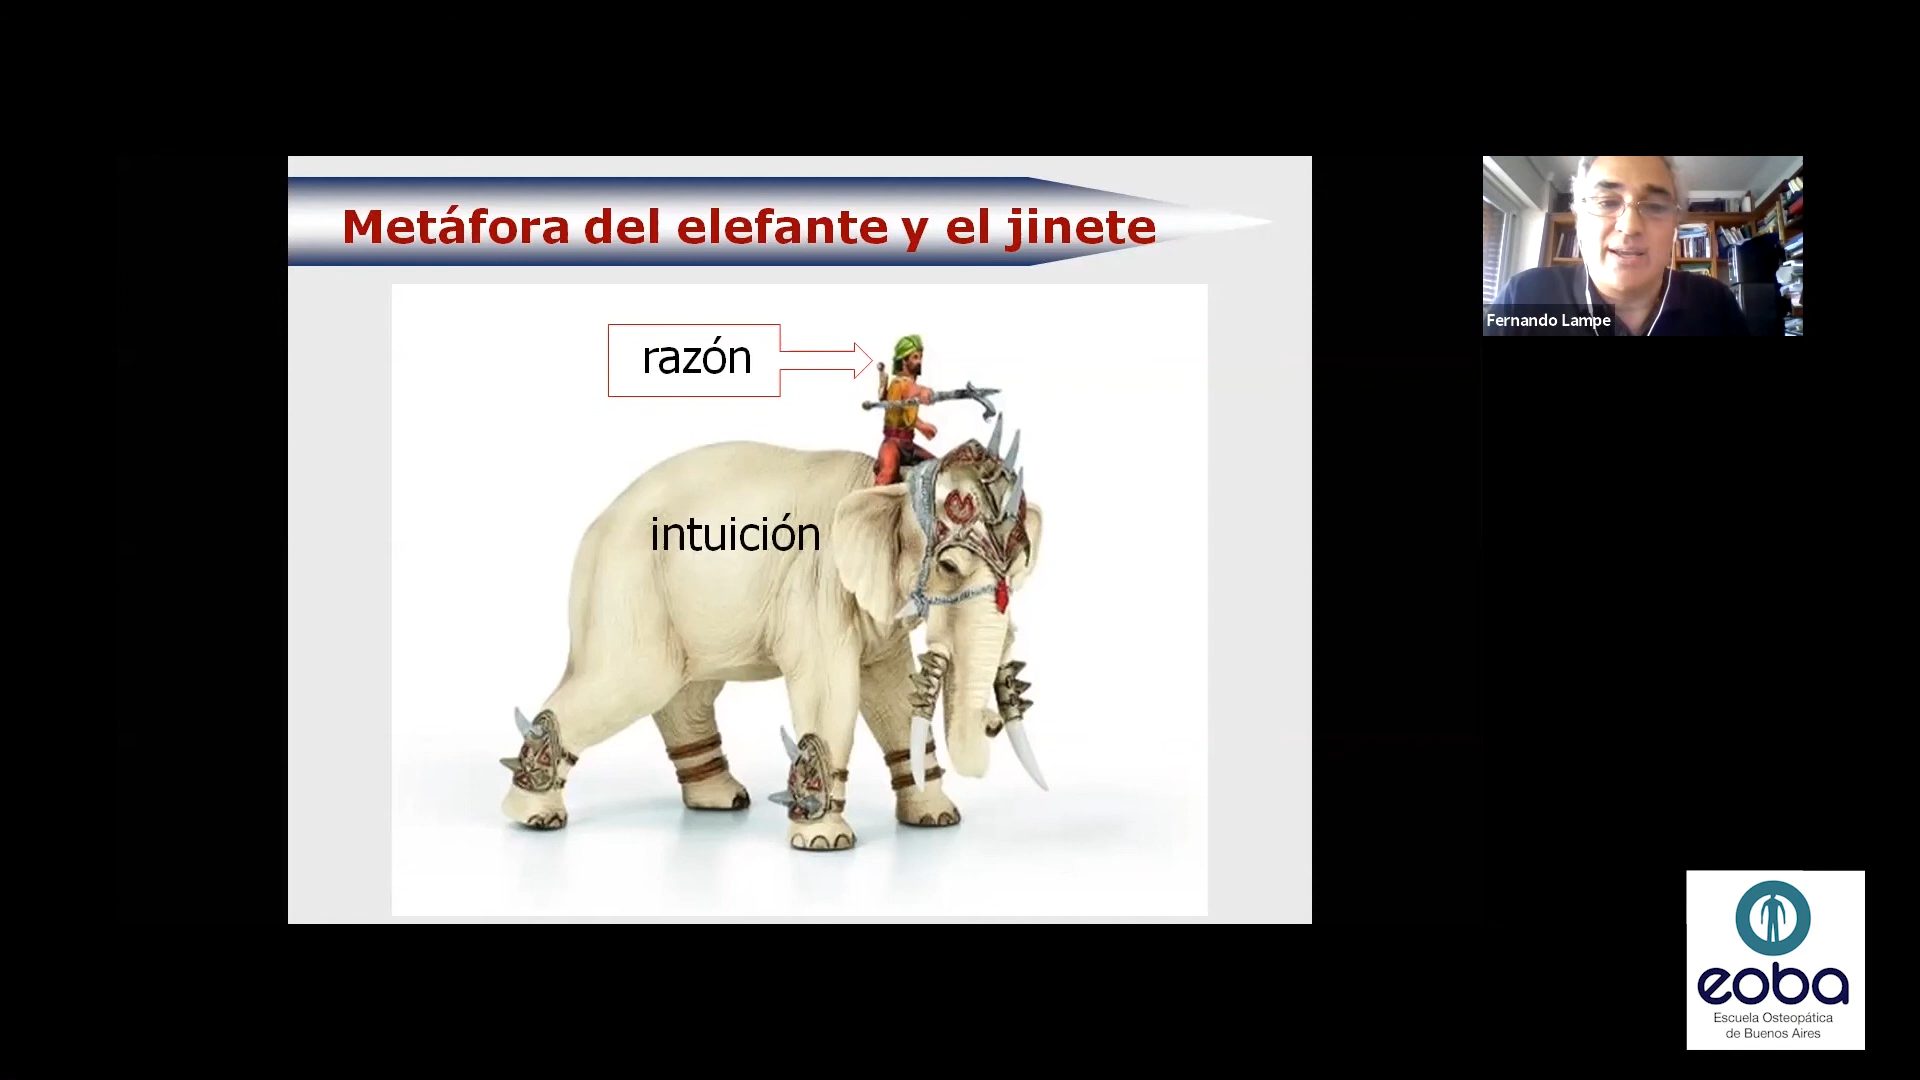 Metáfora del elefante y el jinete
razón
intuición
Fernando Lampe
eoba
Escuela Osteopática
de Buenos Aires